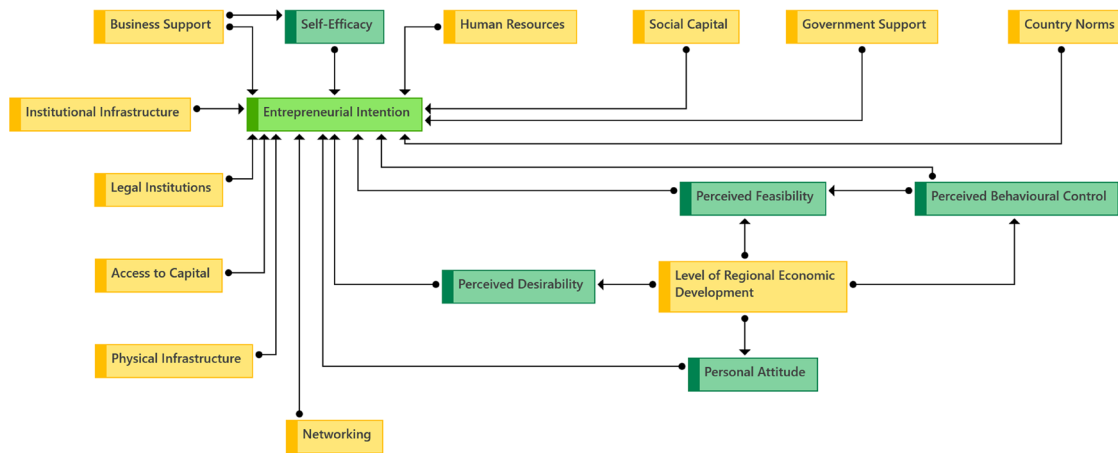 Business Support
Self-Efficacy
Human Resources
Social Capital
Government Support
Country Norms
Institutional Infrastructure
Entrepreneurial Intention
Legal Institutions
Perceived Feasibility
Perceived Behavioural Control
Access to Capital
Perceived Desirability
Level of Regional Economic
Development
Physical Infrastructure
Personal Attitude
Networking